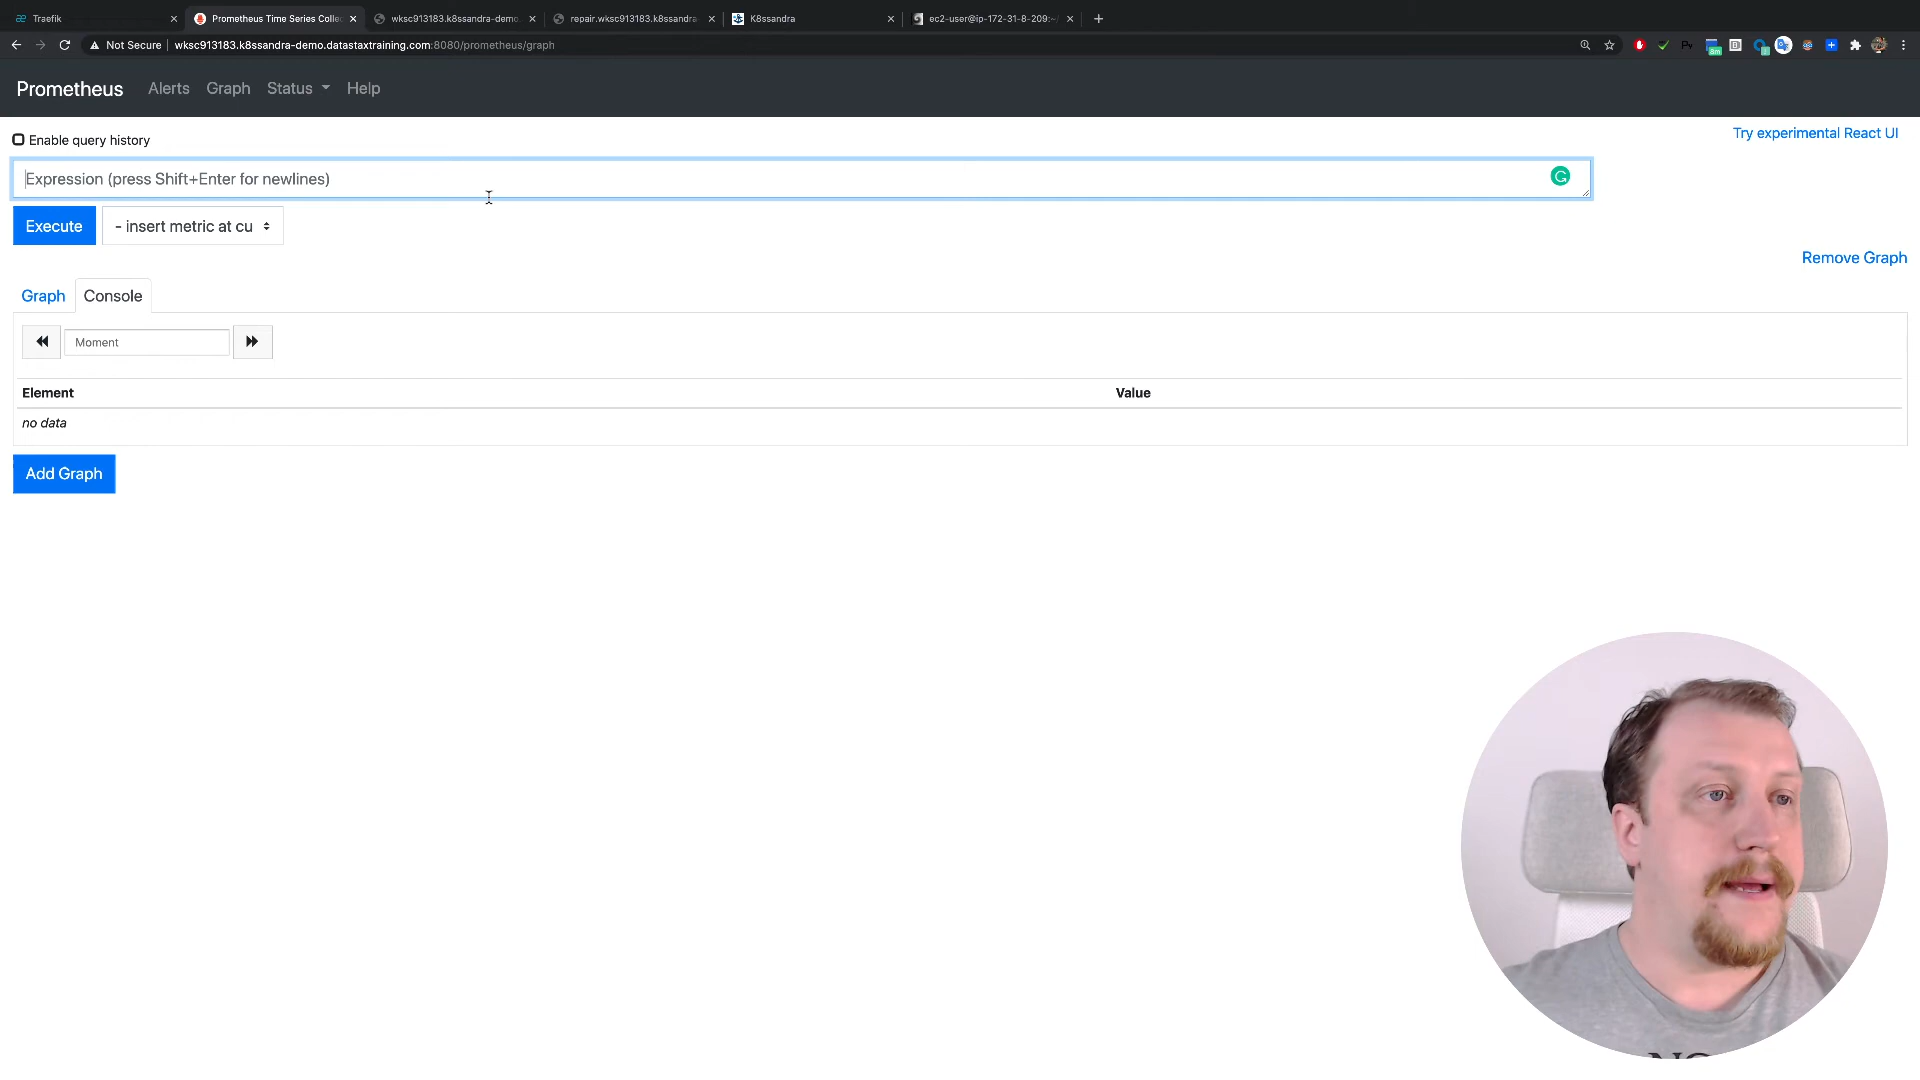 Traefik
Prometheus Time Series Collec
wksc913183.k8ssandra-demo.
repair.wksc913183.k8ssandra
K8ssandra
ec2-user@ip-172-31-8-209:~/
Not Secure
wksc913183.k8ssandra-demo.datastaxtraining.com:8080/prometheus/graph
Prometheus
Alerts
Graph
Status
Help
Enable query history
Try experimental React UI
Expression (press Shift+Enter for newlines)
Execute
- insert metric at cu
Remove Graph
Graph
Console
Moment
Element
Value
no data
Add Graph